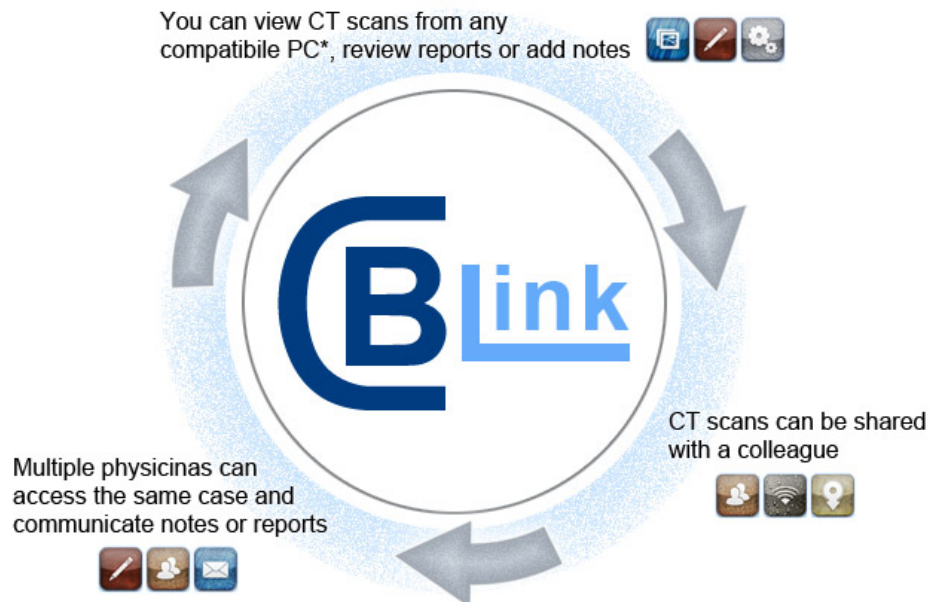 You can view CT scans from any
compatibile PC*, review reports or add notes
CB Link
CT scans can be shared
with a colleague
Multiple physicinas can
access the same case and
communicate notes or reports